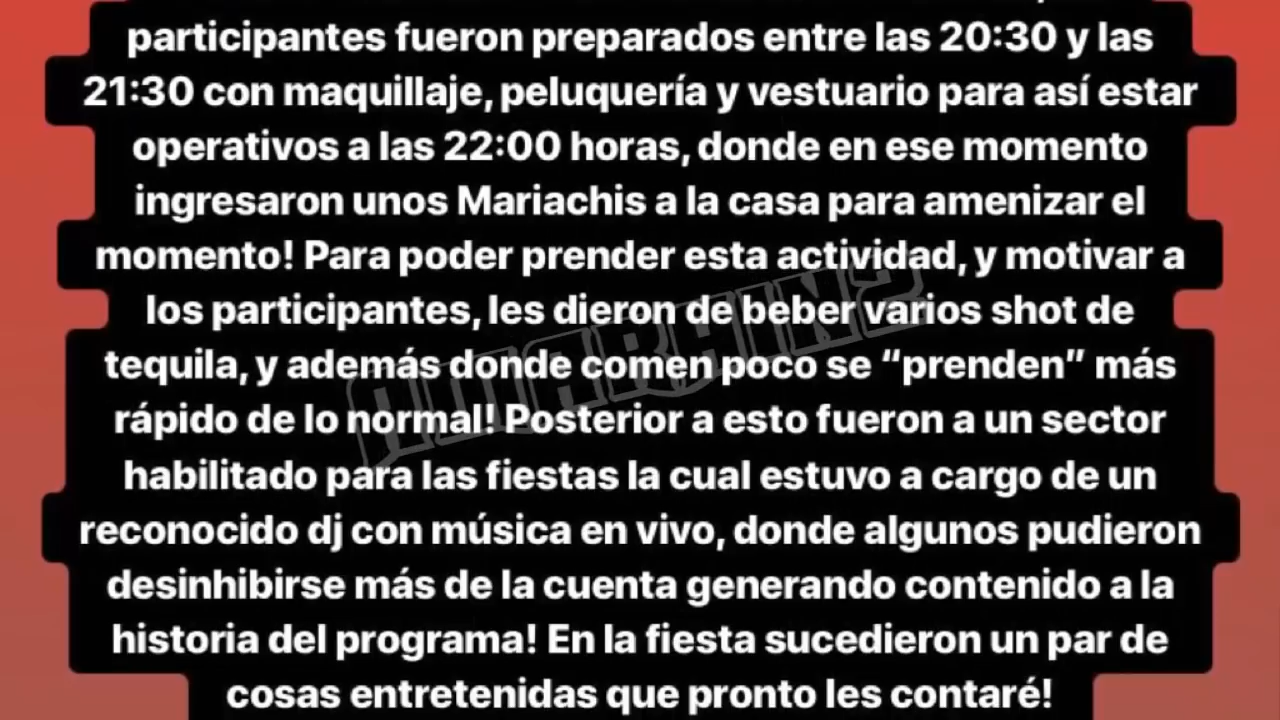 participantes fueron preparados entre las 20:30 y las
21:30 con maquillaje, peluquería y vestuario para así estar
operativos a las 22:00 horas, donde en ese momento
ingresaron unos Mariachis a la casa para amenizar el
momento! Para poder prender esta actividad, y motivar a
los participantes, les dieron de beber varios shot de
tequila, y además donde comen poco se “prenden” más
rápido de lo normal! Posterior a esto fueron a un sector
habilitado para las fiestas la cual estuvo a cargo de un
reconocido dj con música en vivo, donde algunos pudieron
desinhibirse más de la cuenta generando contenido a la
historia del programa! En la fiesta sucedieron un par de
cosas entretenidas que pronto les contaré!